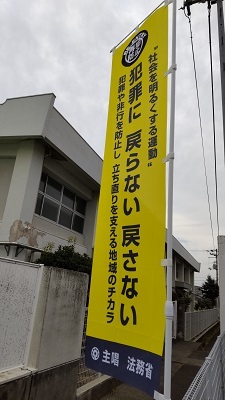 "社会を明るくする運動"
犯罪に 戻らない 戻さない
犯罪や非行を防止し 立ち直りを支える地域のチカラ
主唱 法務省